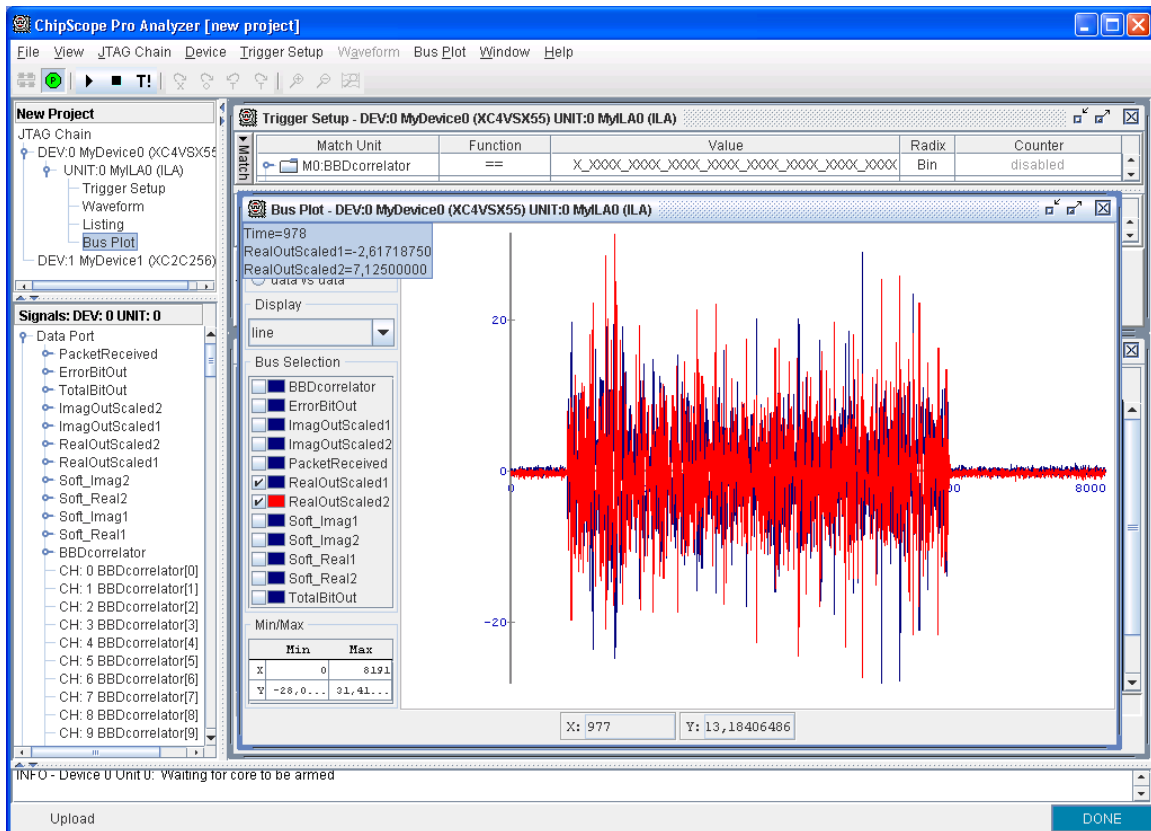 ChipScope Pro Analyzer [new project]
File View JTAG Chain Device Trigger Setup Waveform Bus Plot Window Help
T!
New Project
JTAG Chain
DEV:0 MyDevice0 (XC4VSX55
UNIT:0 MyILA0 (ILA)
Trigger Setup
Waveform
Listing
Bus Plot
DEV:1 MyDevice1 (XC2C256)
Signals: DEV: 0 UNIT: 0
Data Port
PacketReceived
ErrorBitOut
TotalBitOut
ImagOutScaled2
ImagOutScaled1
RealOutScaled2
RealOutScaled1
Soft_Imag2
Soft_Real2
Soft_Imag1
Soft_Real1
BBDcorrelator
CH: 0 BBDcorrelator[0]
CH: 1 BBDcorrelator[1]
CH: 2 BBDcorrelator[2]
CH: 3 BBDcorrelator[3]
CH: 4 BBDcorrelator[4]
CH: 5 BBDcorrelator[5]
CH: 6 BBDcorrelator[6]
CH: 7 BBDcorrelator[7]
CH: 8 BBDcorrelator[8]
CH: 9 BBDcorrelator[9]
Trigger Setup - DEV:0 MyDevice0 (XC4VSX55) UNIT:0 MyILA0 (ILA)
Match
Match Unit Function Value Radix Counter
M0:BBDcorrelator == X_XXXX_XXXX_XXXX_XXXX_XXXX_XXXX_XXXX_XXXX Bin disabled
Bus Plot - DEV:0 MyDevice0 (XC4VSX55) UNIT:0 MyILA0 (ILA)
Time=978
RealOutScaled1=-2,61718750
RealOutScaled2=7,12500000
data vs data
Display
line
Bus Selection
BBDcorrelator
ErrorBitOut
ImagOutScaled1
ImagOutScaled2
PacketReceived
RealOutScaled1
RealOutScaled2
Soft_Imag1
Soft_Imag2
Soft_Real1
Soft_Real2
TotalBitOut
Min/Max
Min Max
X 0 8191
Y -28,0... 31,41...
20
0
-20
0 8000
X: 977 Y: 13,18406486
INFO - Device 0 Unit 0: Waiting for core to be armed
Upload DONE